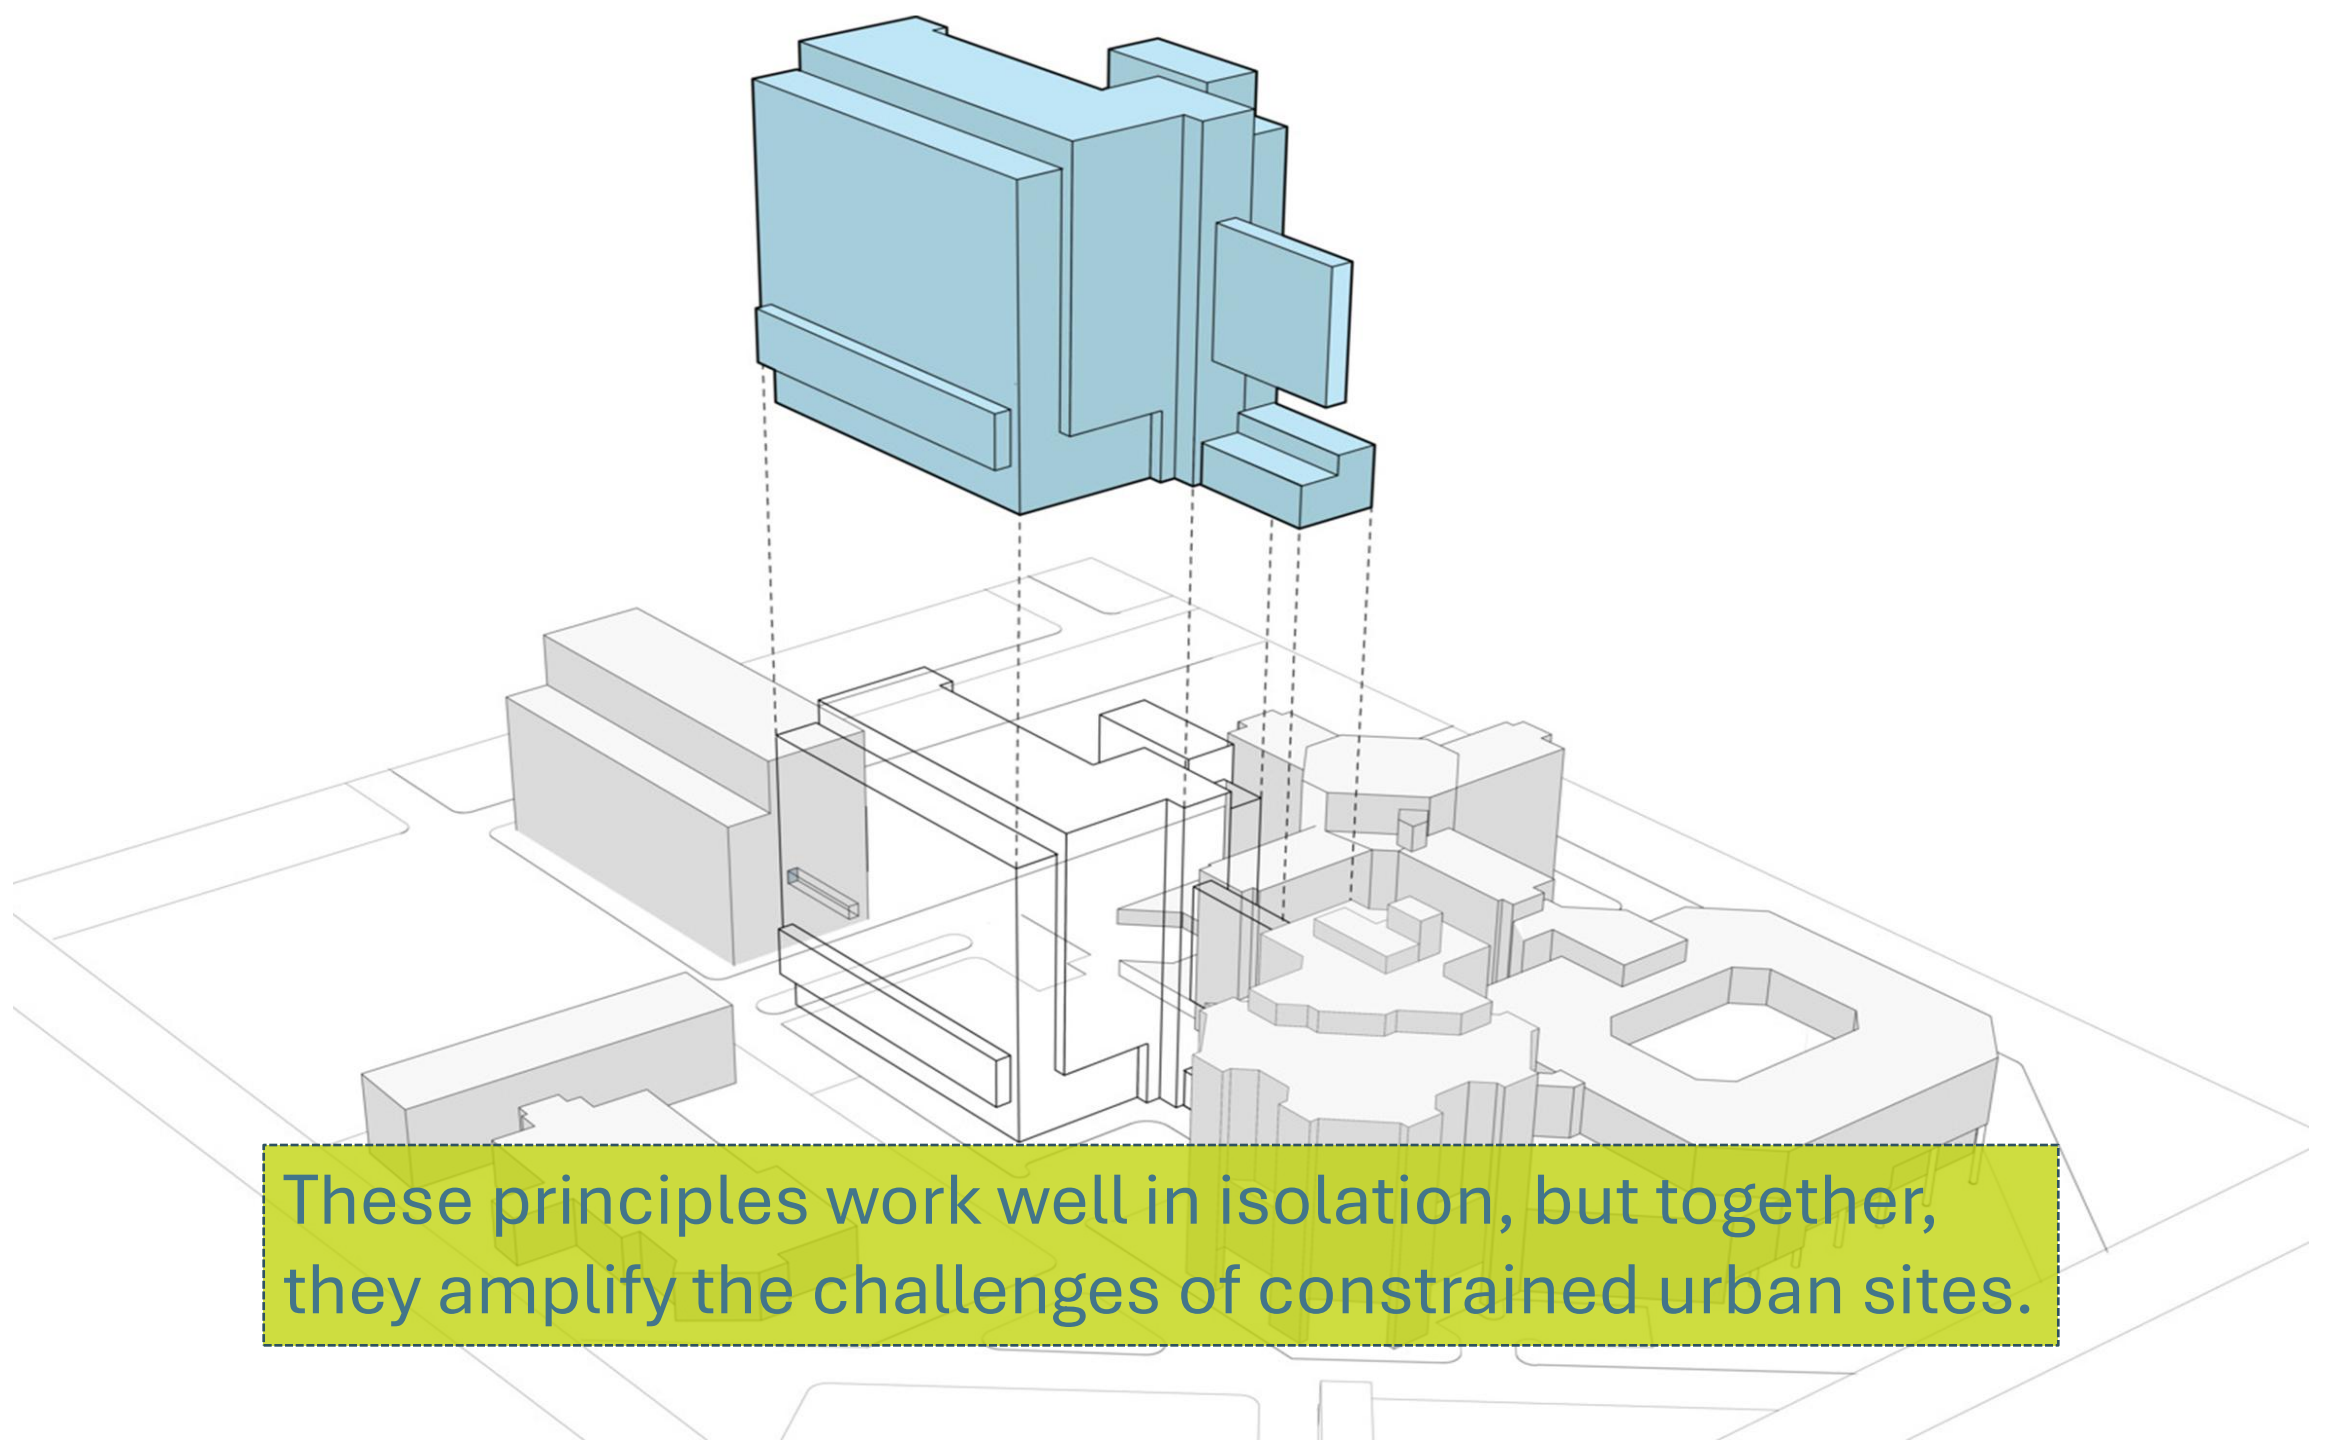 These principles work well in isolation, but together,
they amplify the challenges of constrained urban sites.